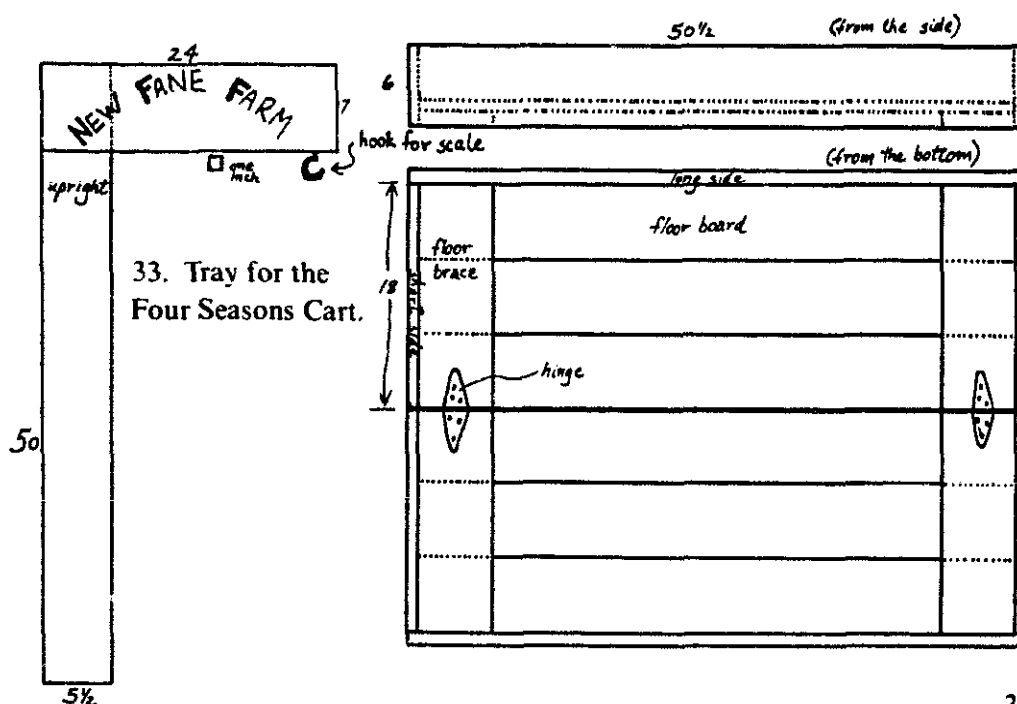 24
NEW FANE FARM
7
hook for scale
one inch
upright
33. Tray for the
Four Seasons Cart.
50
5½
50½
(from the side)
6
(from the bottom)
long side
floor board
floor
brace
18
hinge
2